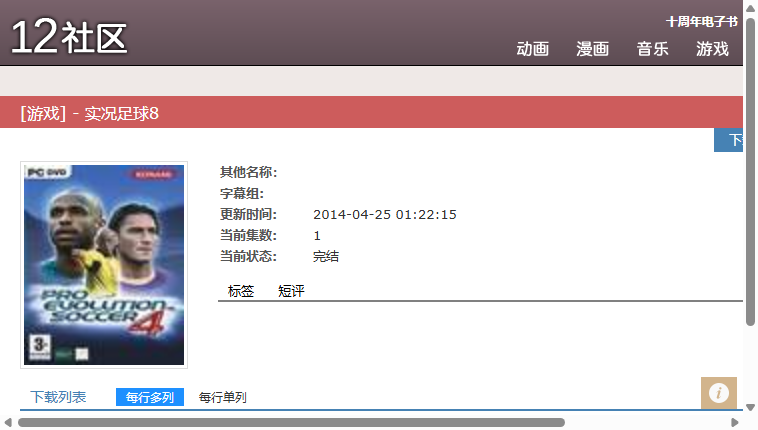 12社区
十周年电子书
动画 漫画 音乐 游戏
[游戏] - 实况足球8
PC DVD
KONAMI
PRO
EVOLUTION
SOCCER 4
3+
其他名称:
字幕组:
更新时间: 2014-04-25 01:22:15
当前集数: 1
当前状态: 完结
标签 短评
下载列表 每行多列 每行单列
i